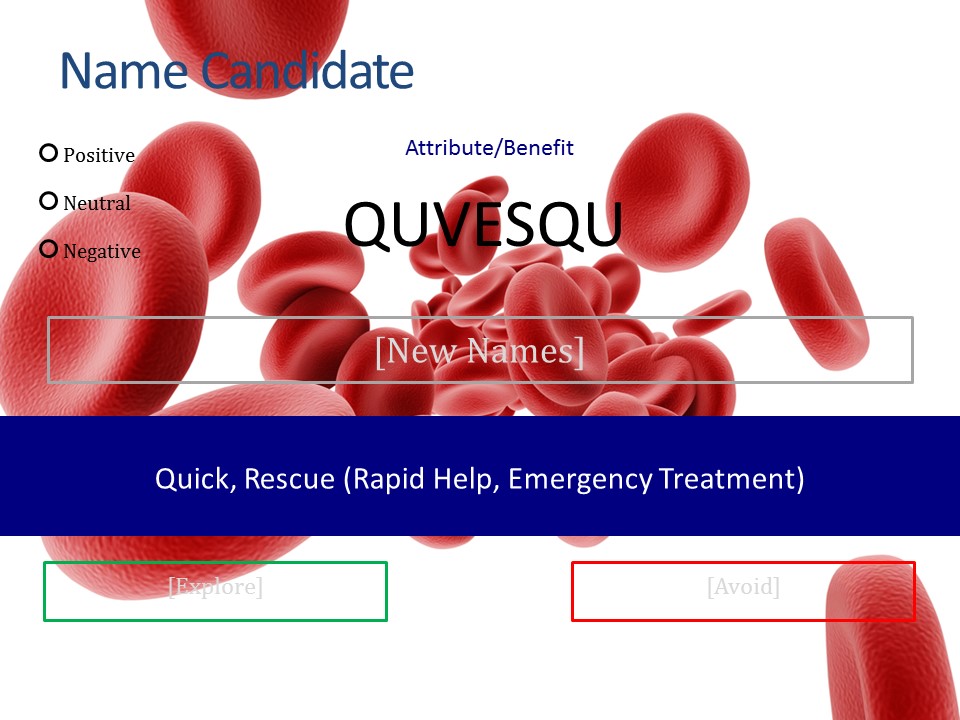 Name Candidate
Positive
Neutral
Negative
Attribute/Benefit
QUVESQU
[New Names]
Quick, Rescue (Rapid Help, Emergency Treatment)
[Explore]
[Avoid]